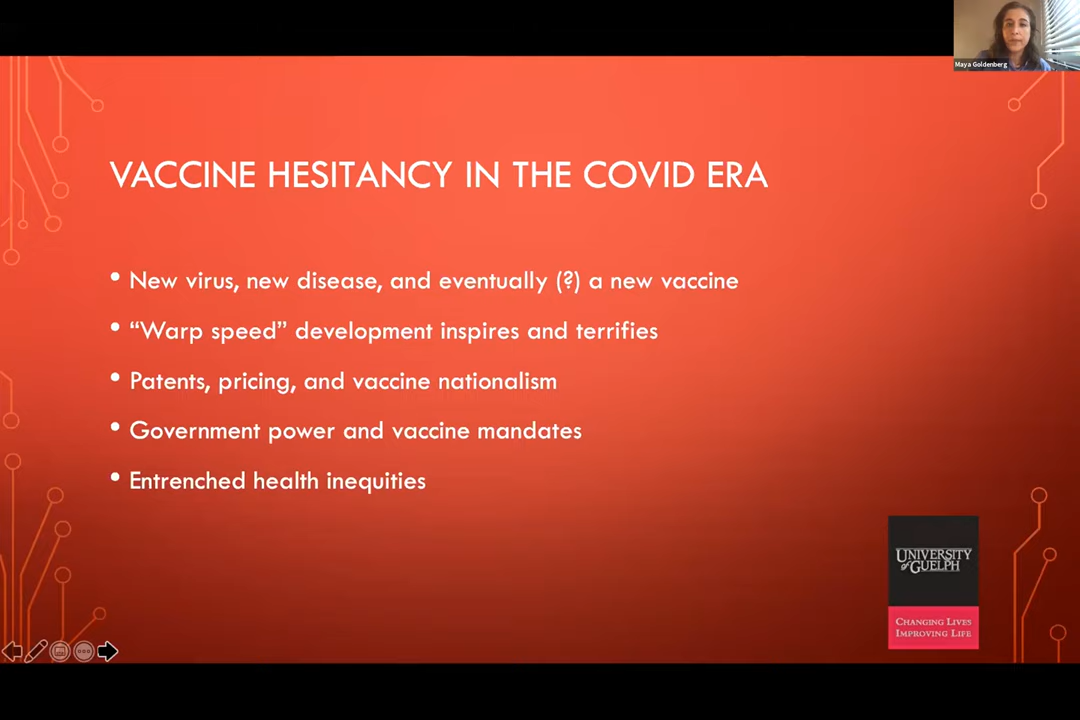 Maya Goldenberg
VACCINE HESITANCY IN THE COVID ERA
• New virus, new disease, and eventually (?) a new vaccine
• “Warp speed” development inspires and terrifies
• Patents, pricing, and vaccine nationalism
• Government power and vaccine mandates
• Entrenched health inequities
UNIVERSITY
of GUELPH
CHANGING LIVES
IMPROVING LIFE